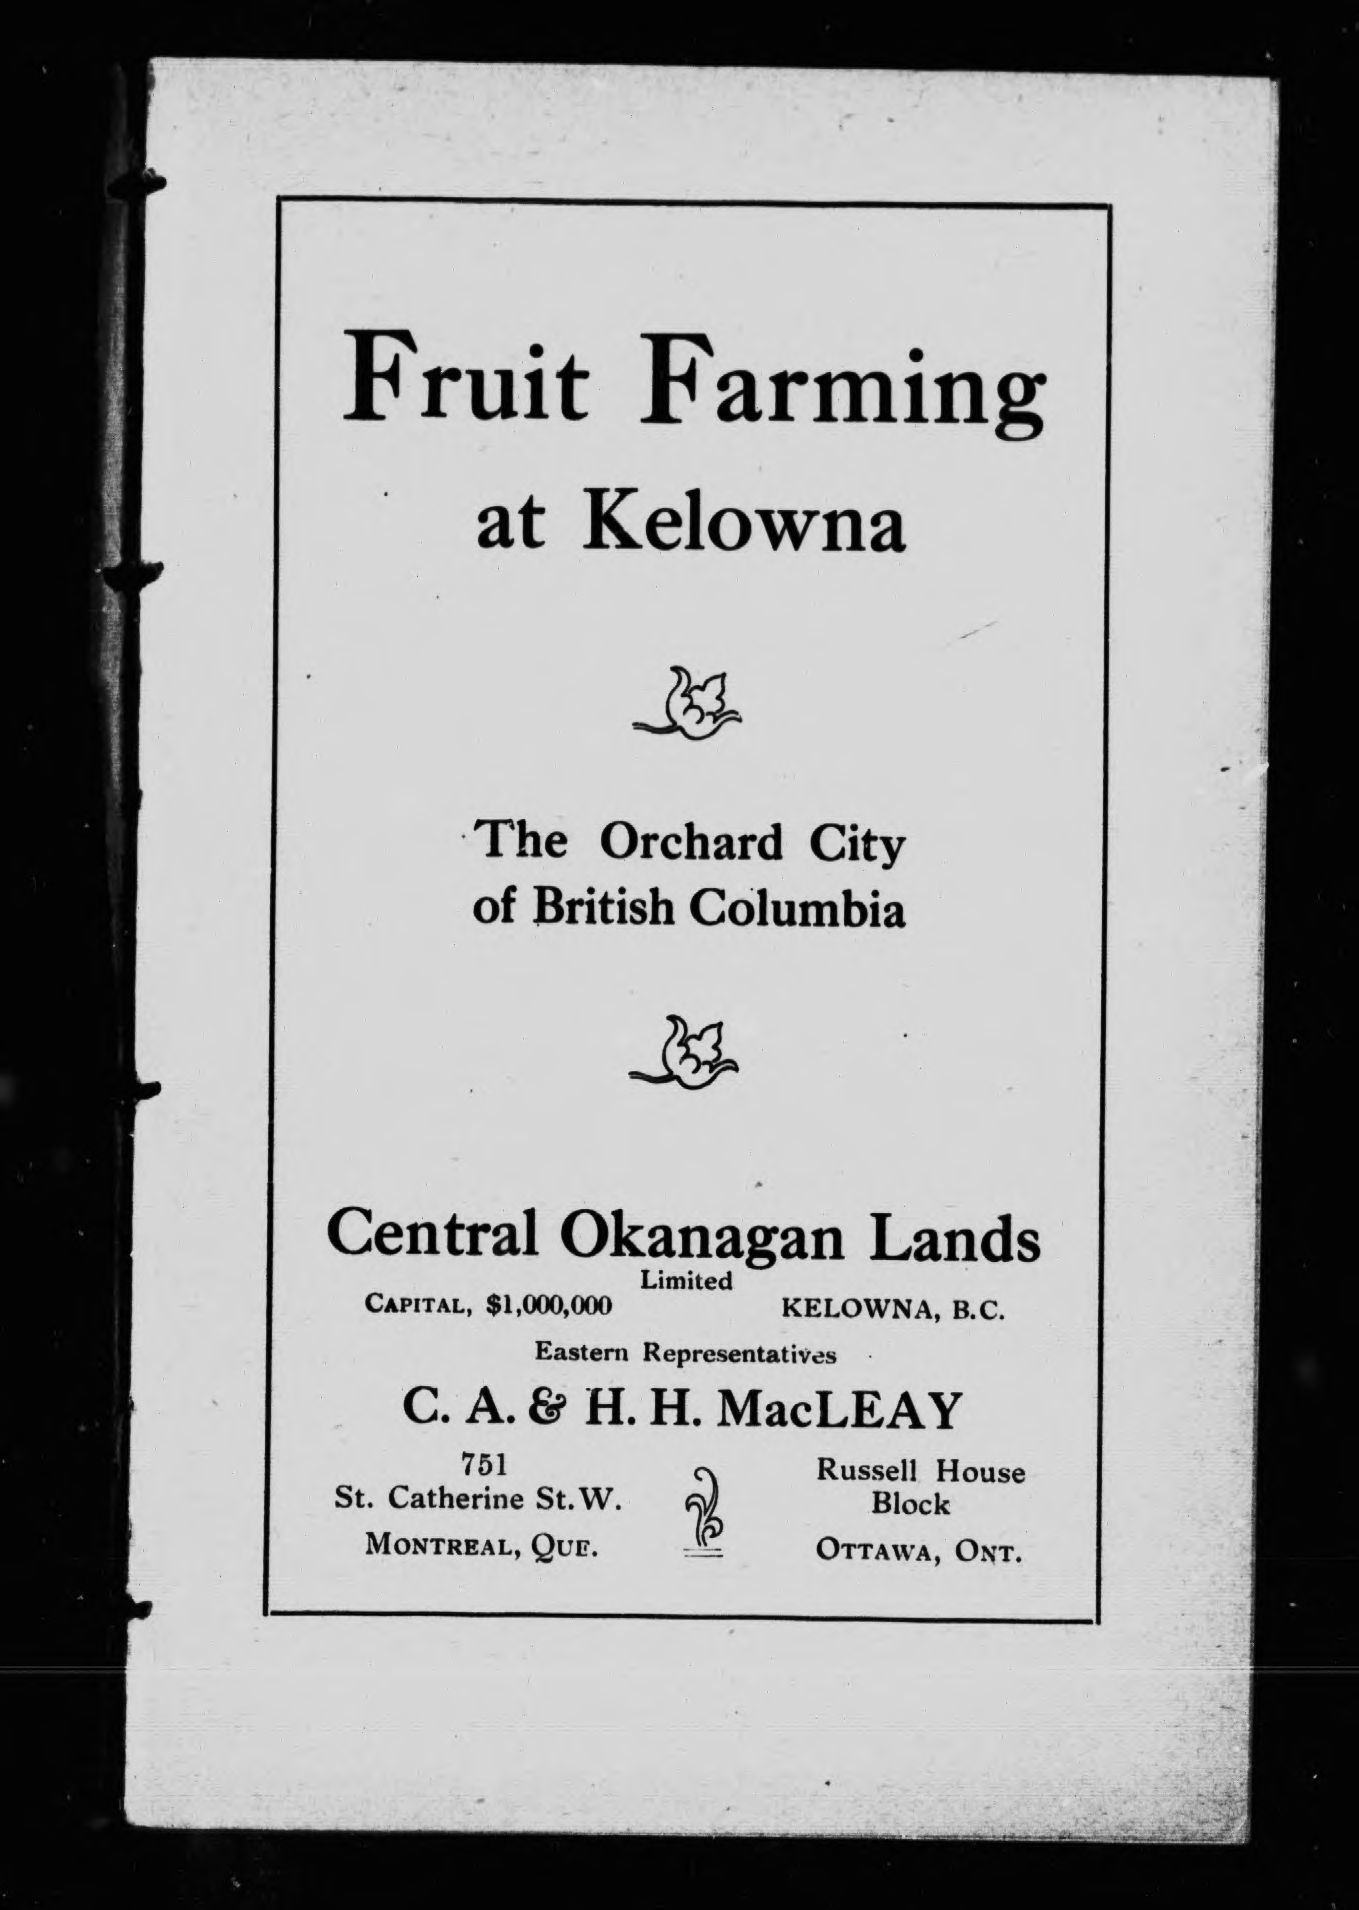 Fruit Farming
at Kelowna
The Orchard City
of British Columbia
Central Okanagan Lands
Limited
CAPITAL, $1,000,000 KELOWNA, B.C.
Eastern Representatives
C. A. & H. H. MacLEAY
751
St. Catherine St. W.
MONTREAL, QUE.
Russell House
Block
OTTAWA, ONT.